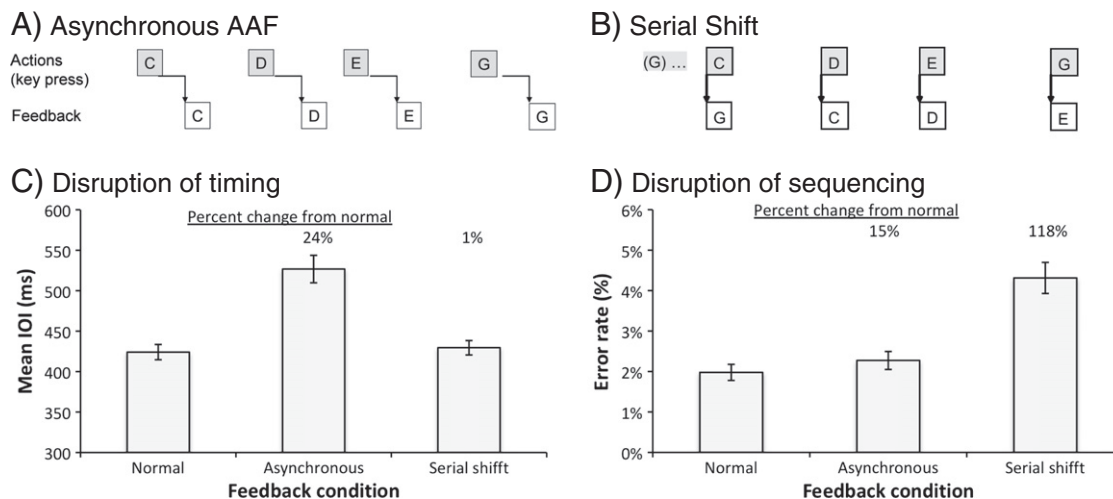 A) Asynchronous AAF
Actions
(key press)
C D E G
Feedback
C D E G
B) Serial Shift
(G) ... C D E G
G C D E
C) Disruption of timing
Percent change from normal
24% 1%
Mean IOI (ms)
600
550
500
450
400
350
300
Normal Asynchronous Serial shifft
Feedback condition
D) Disruption of sequencing
Percent change from normal
15% 118%
Error rate (%)
6%
5%
4%
3%
2%
1%
0%
Normal Asynchronous Serial shifft
Feedback condition